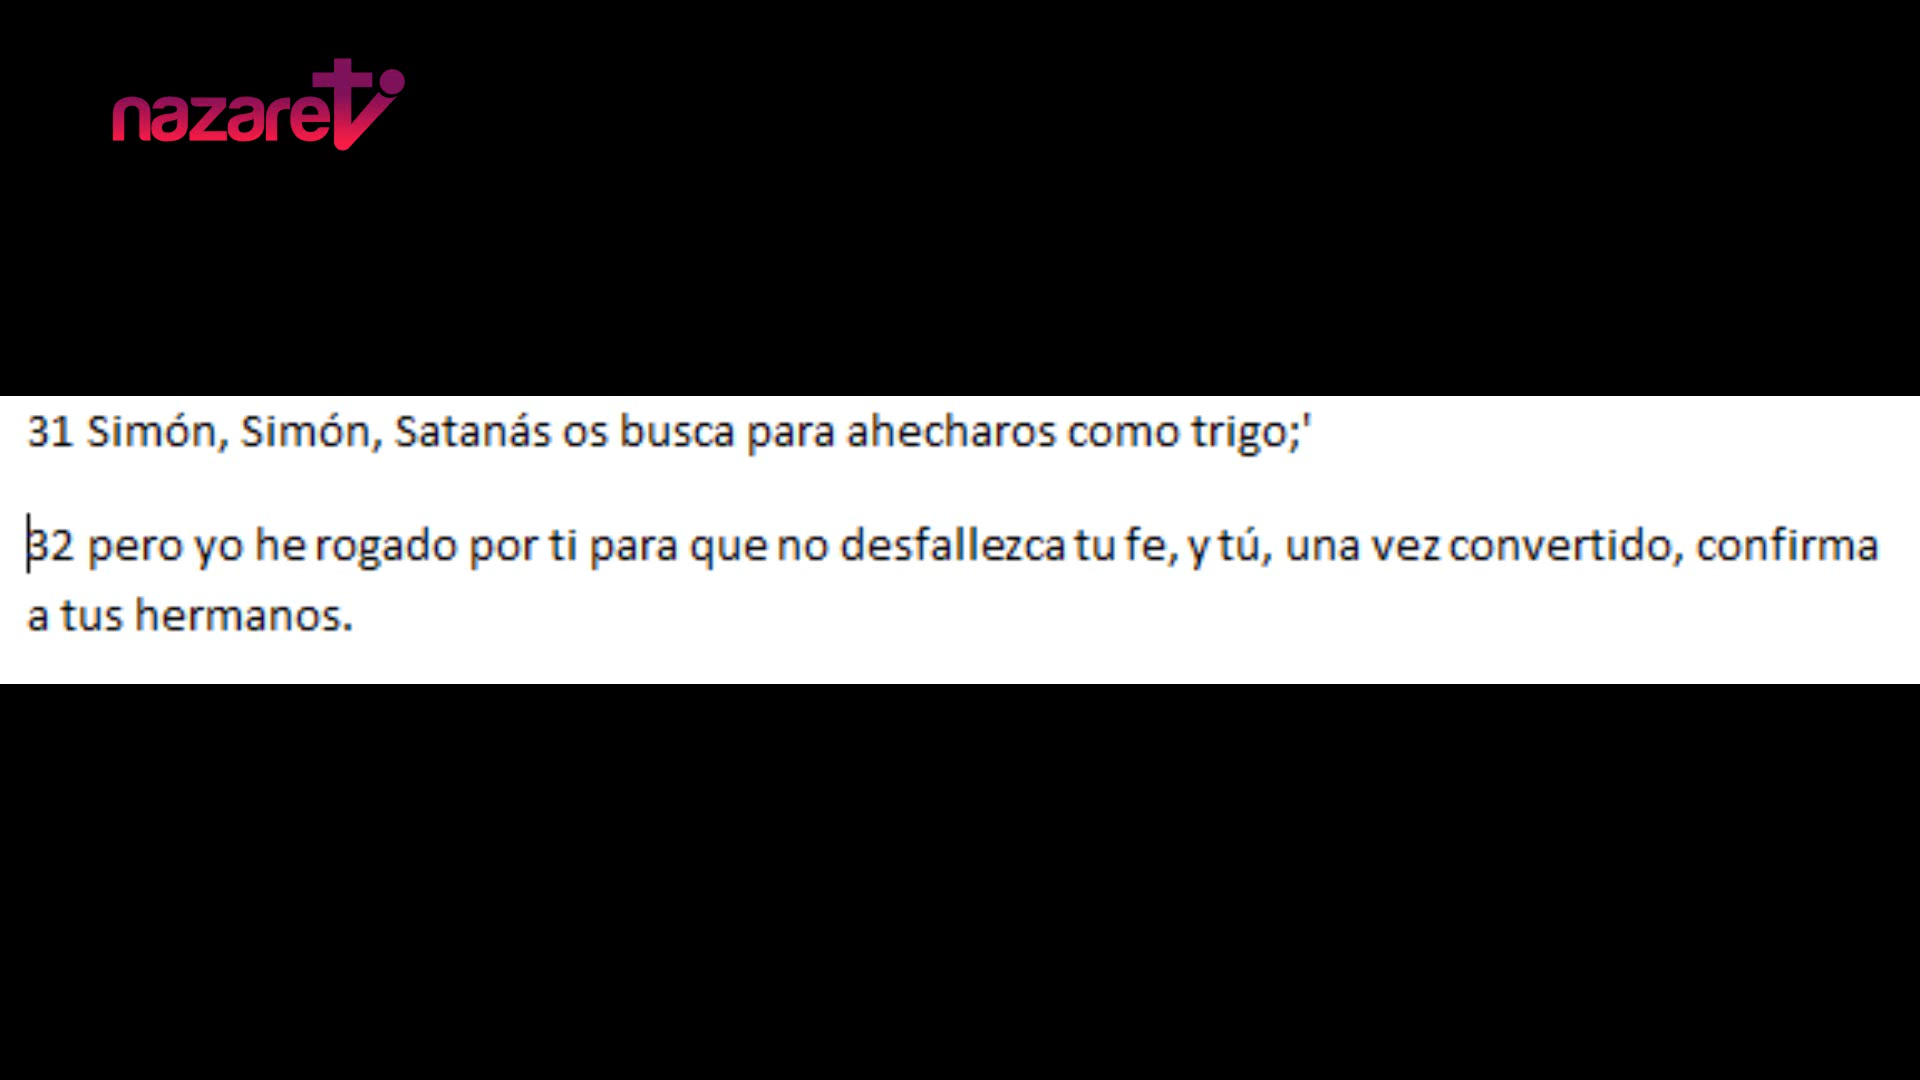 nazareti
31 Simón, Simón, Satanás os busca para ahecharos como trigo;'
32 pero yo he rogado por ti para que no desfallezca tu fe, y tú, una vez convertido, confirma
a tus hermanos.